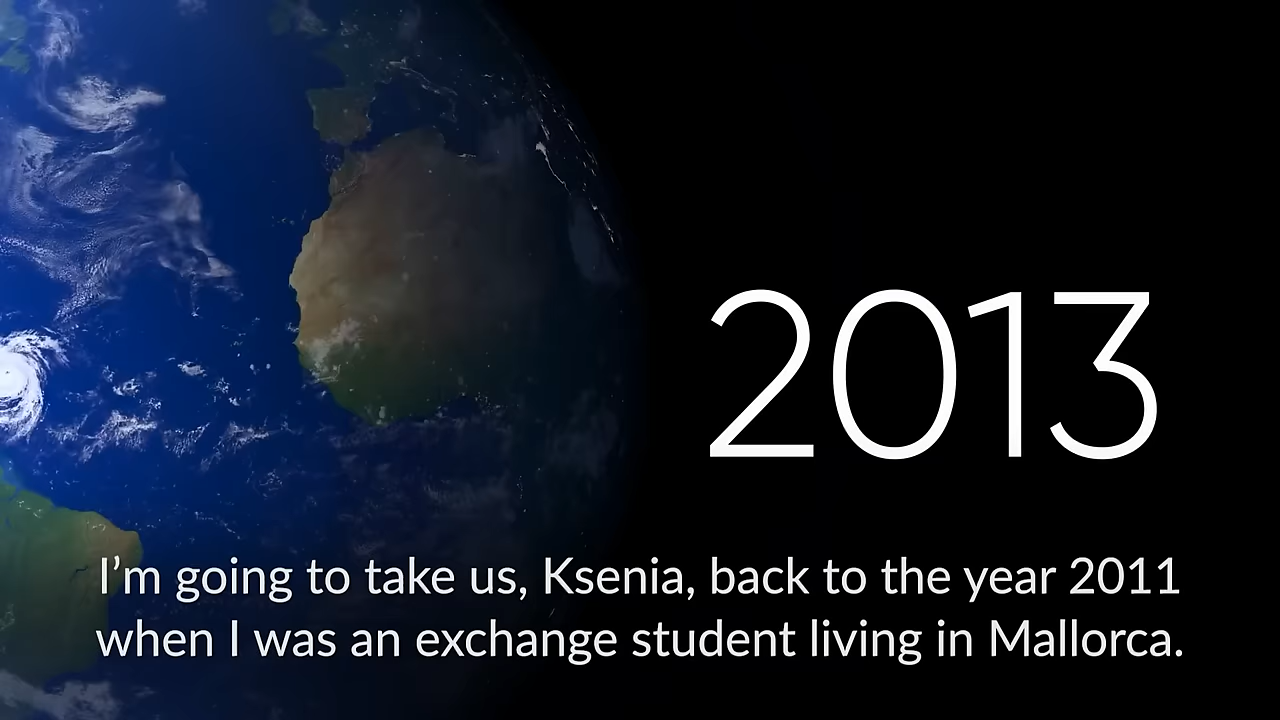 2013
I’m going to take us, Ksenia, back to the year 2011
when I was an exchange student living in Mallorca.